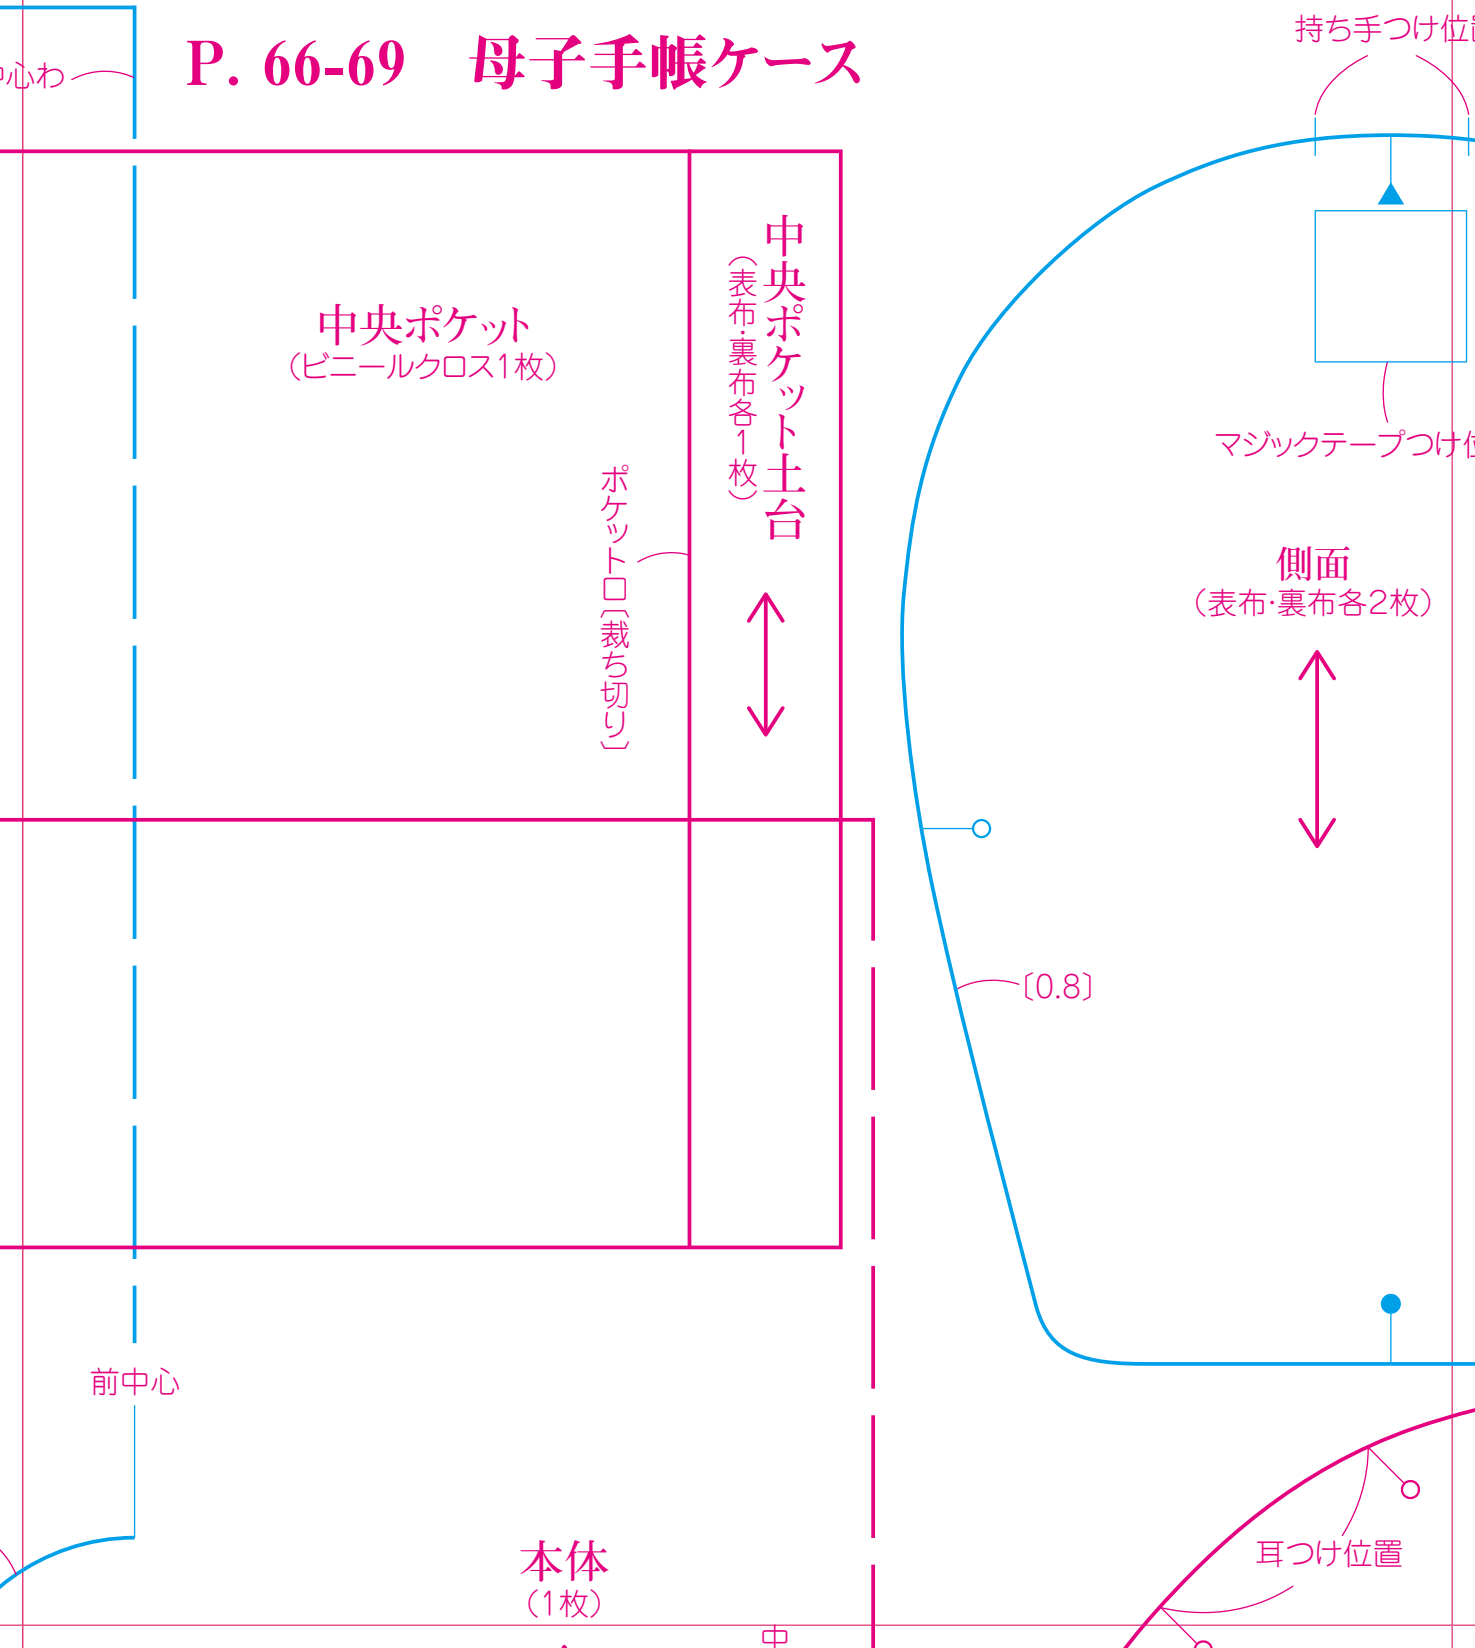 P. 66-69　母子手帳ケース
心わ
持ち手つけ位置
中央ポケット
（ビニールクロス1枚）
中央ポケット土台
（表布・裏布各1枚）
ポケット口〔裁ち切り〕
マジックテープつけ位
側面
（表布・裏布各2枚）
〔0.8〕
前中心
本体
（1枚）
耳つけ位置
中